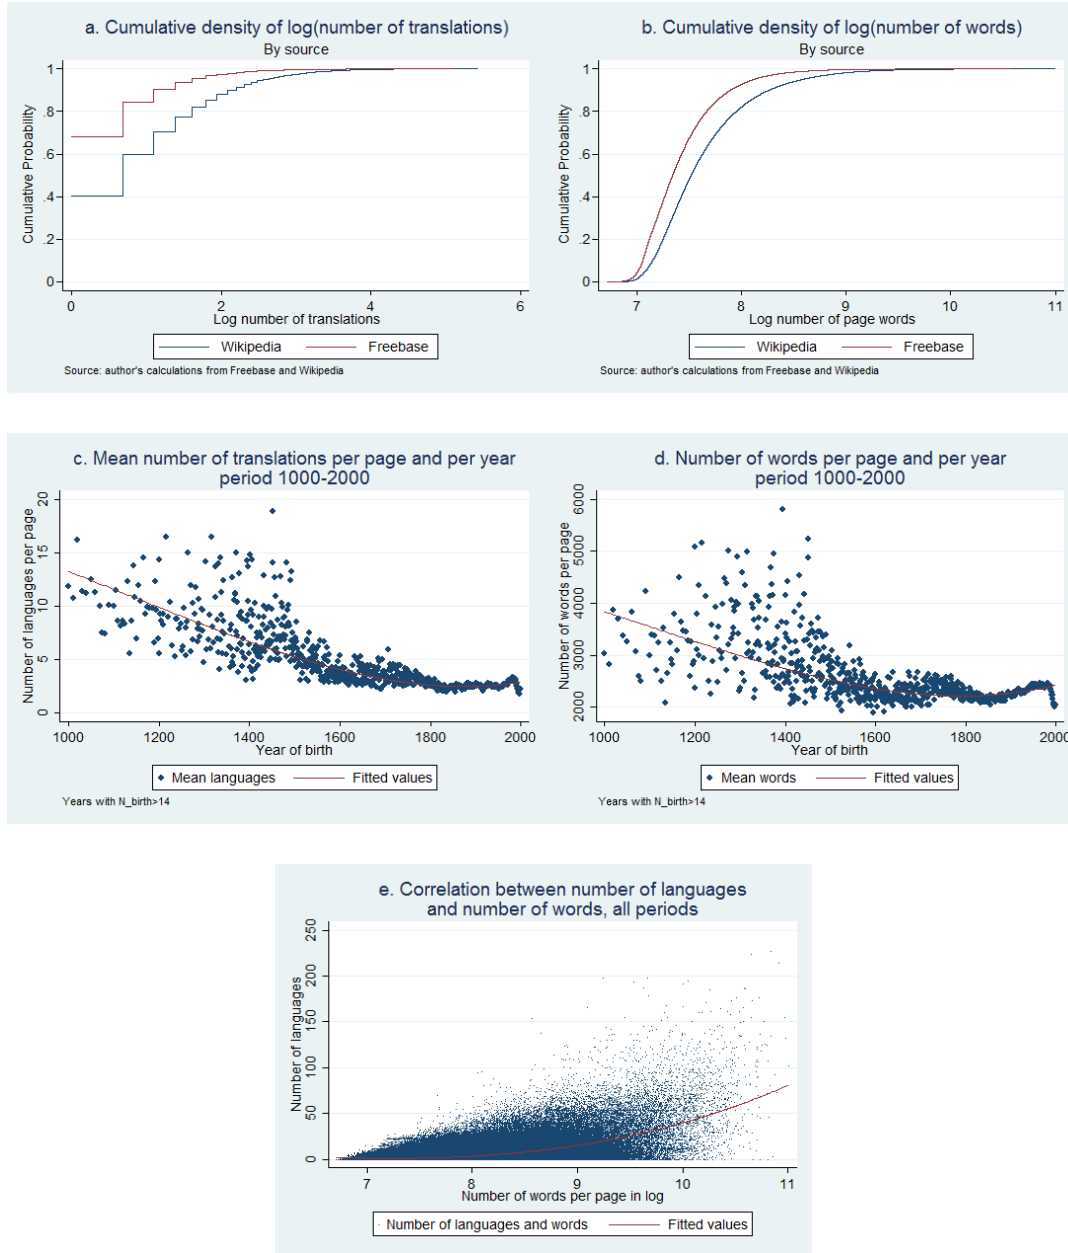 a. Cumulative density of log(number of translations)
By source
Cumulative Probability
1
.8
.6
.4
.2
0
0 2 4 6
Log number of translations
Wikipedia Freebase
Source: author's calculations from Freebase and Wikipedia
b. Cumulative density of log(number of words)
By source
Cumulative Probability
1
.8
.6
.4
.2
0
7 8 9 10 11
Log number of page words
Wikipedia Freebase
Source: author's calculations from Freebase and Wikipedia
c. Mean number of translations per page and per year
period 1000-2000
Number of languages per page
20
15
10
5
0
1000 1200 1400 1600 1800 2000
Year of birth
Mean languages Fitted values
Years with N_birth>14
d. Number of words per page and per year
period 1000-2000
Number of words per page
6000
5000
4000
3000
2000
1000 1200 1400 1600 1800 2000
Year of birth
Mean words Fitted values
Years with N_birth>14
e. Correlation between number of languages
and number of words, all periods
Number of languages
250
200
150
100
50
0
7 8 9 10 11
Number of words per page in log
Number of languages and words Fitted values